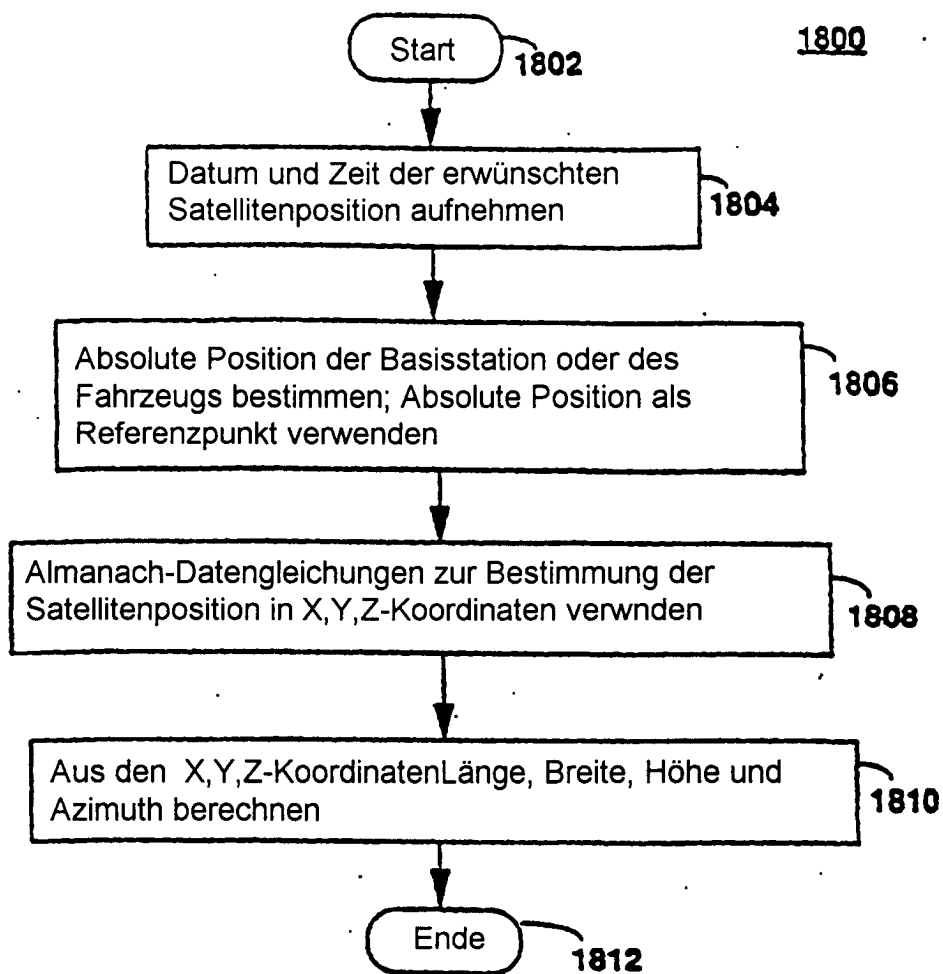 Start
1802
1800
Datum und Zeit der erwünschten
Satellitenposition aufnehmen
1804
Absolute Position der Basisstation oder des
Fahrzeugs bestimmen; Absolute Position als
Referenzpunkt verwenden
1806
Almanach-Datengleichungen zur Bestimmung der
Satellitenposition in X,Y,Z-Koordinaten verwnden
1808
Aus den X,Y,Z-KoordinatenLänge, Breite, Höhe und
Azimuth berechnen
1810
Ende
1812